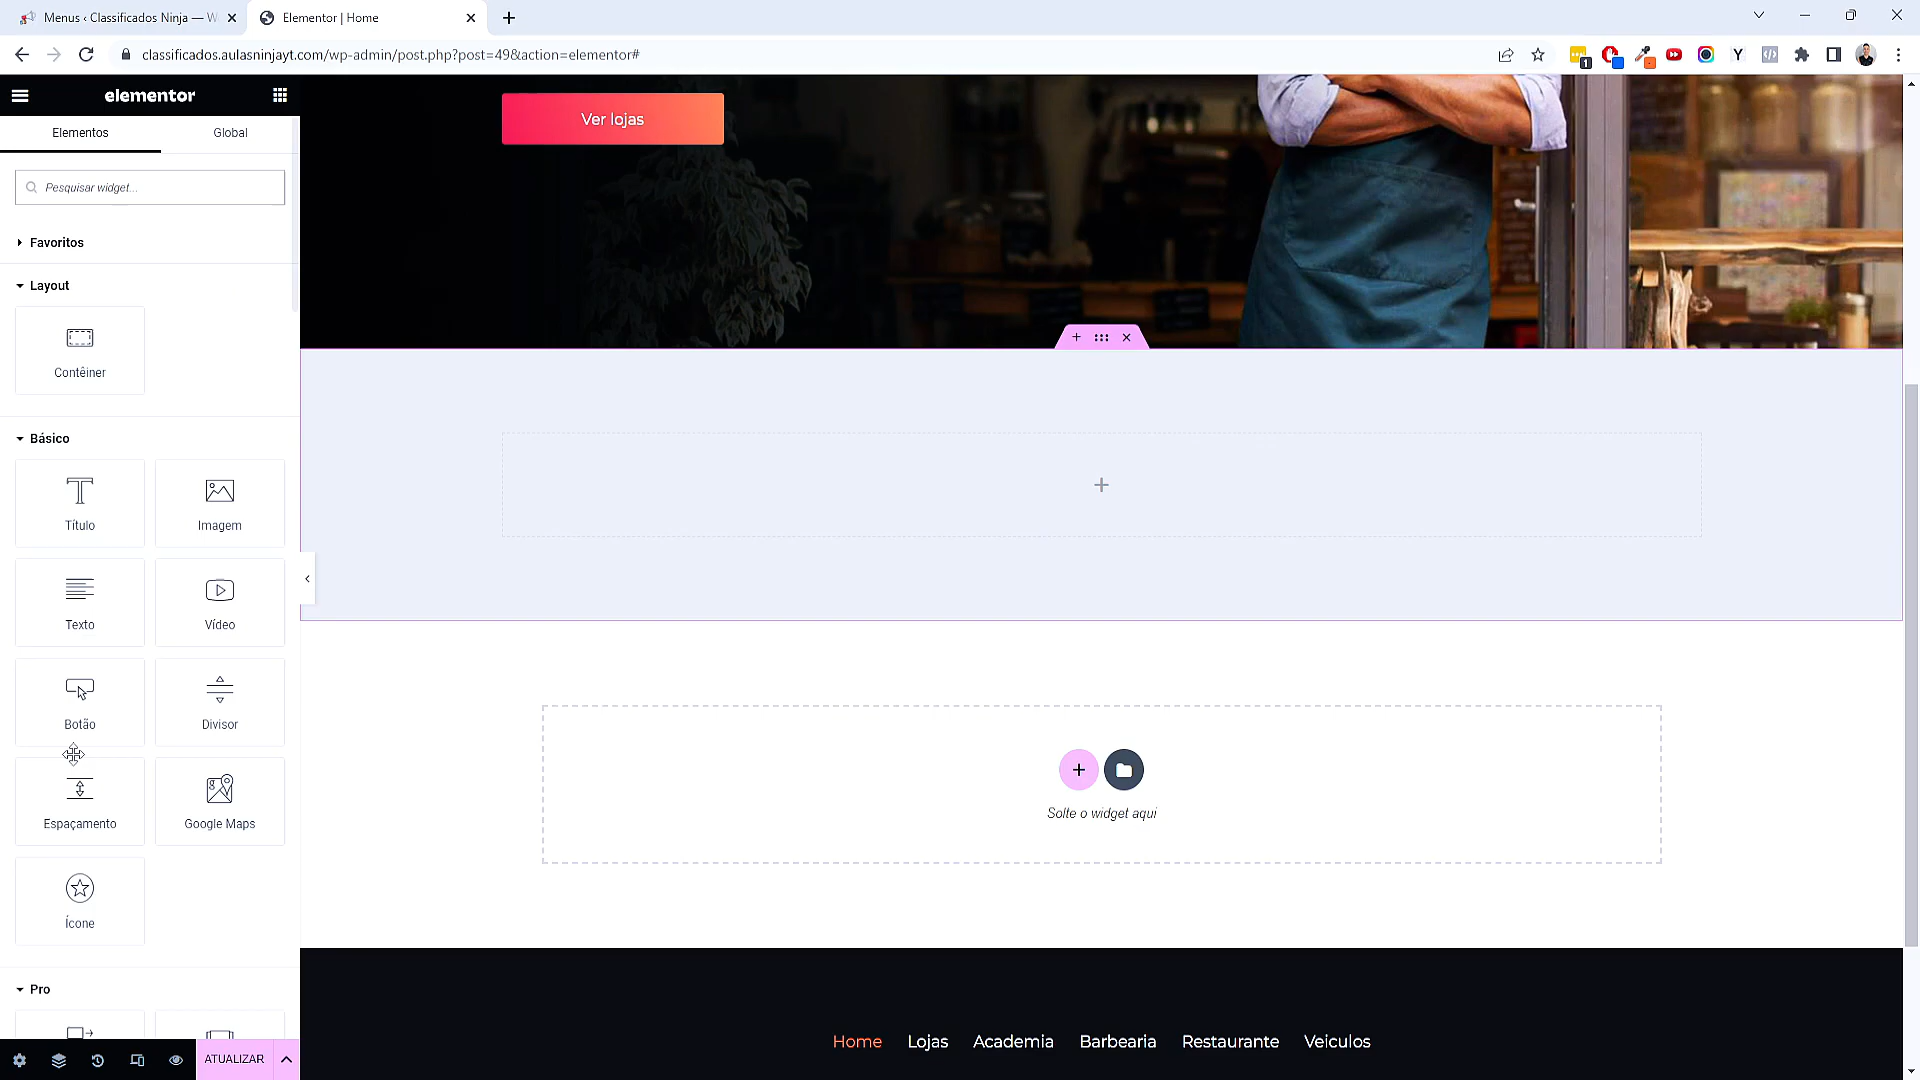 Menus ‹ Classificados Ninja — W
Elementor | Home
classificados.aulasninjayt.com/wp-admin/post.php?post=49&action=elementor#
1
Y
elementor
Elementos
Global
Pesquisar widget...
Favoritos
Layout
Contêiner
Básico
Título
Imagem
Texto
Vídeo
Botão
Divisor
Espaçamento
Google Maps
Ícone
Pro
ATUALIZAR
Ver lojas
Solte o widget aqui
Home Lojas Academia Barbearia Restaurante Veiculos